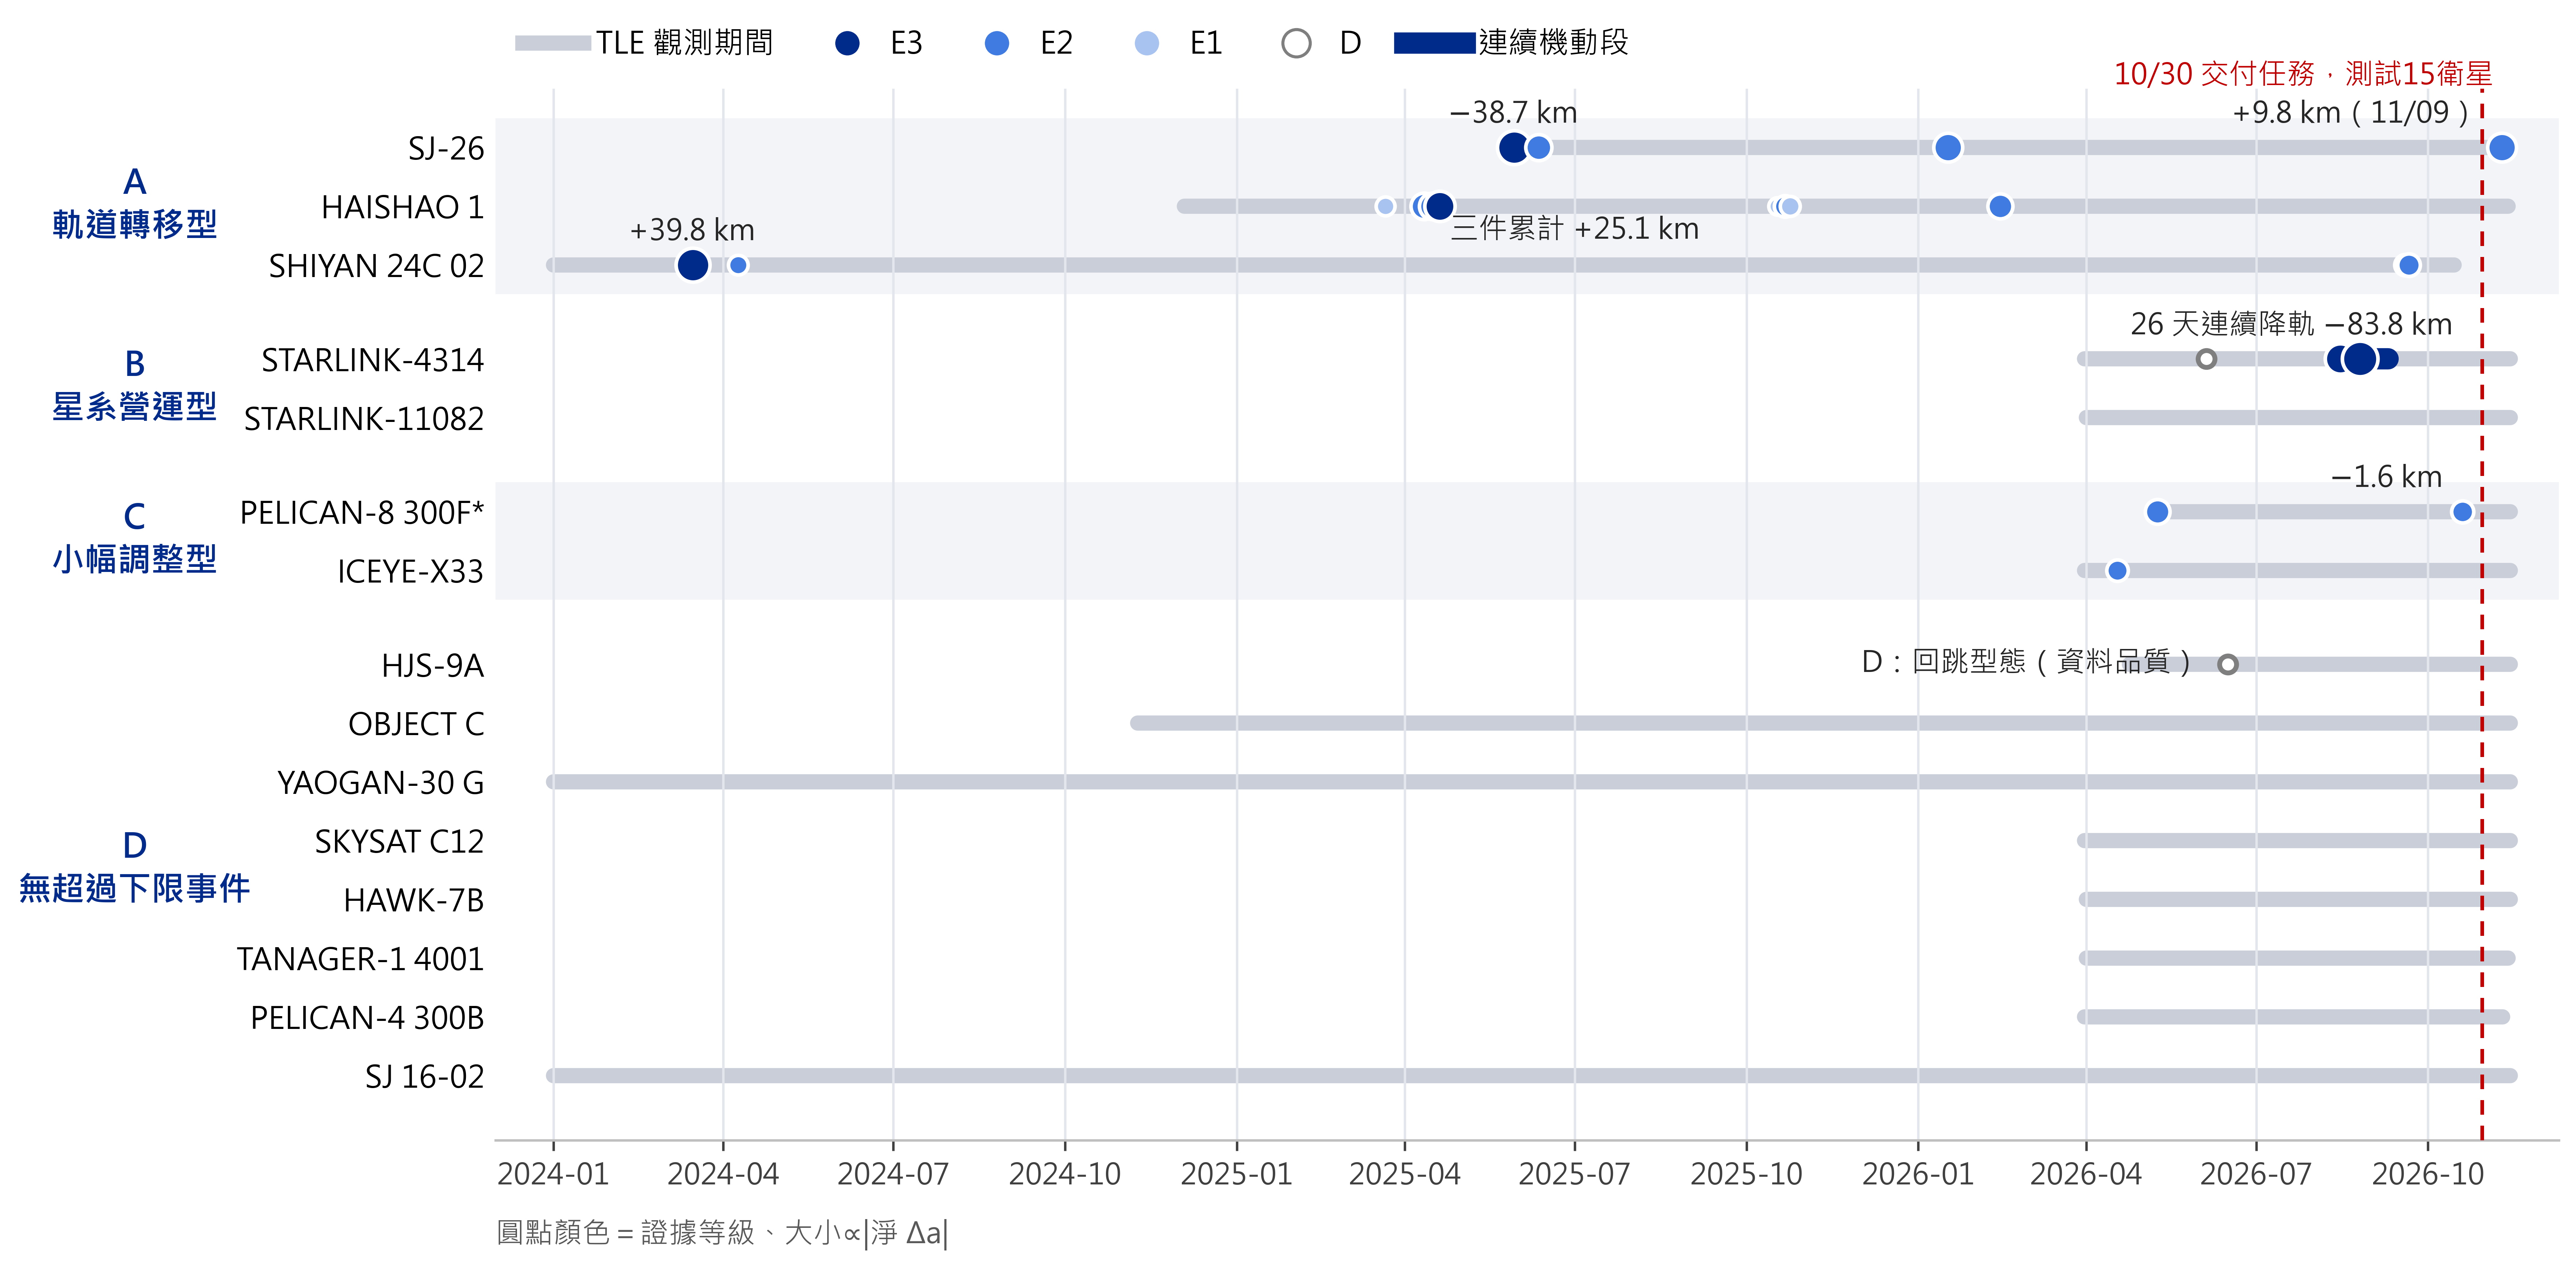 TLE 觀測期間
E3
E2
E1
D
連續機動段
10/30 交付任務，測試15衛星
−38.7 km
+9.8 km（11/09）
SJ-26
A
軌道轉移型
HAISHAO 1
三件累計 +25.1 km
+39.8 km
SHIYAN 24C 02
26 天連續降軌 −83.8 km
B
星系營運型
STARLINK-4314
STARLINK-11082
−1.6 km
C
小幅調整型
PELICAN-8 300F*
ICEYE-X33
HJS-9A
D：回跳型態（資料品質）
OBJECT C
YAOGAN-30 G
D
無超過下限事件
SKYSAT C12
HAWK-7B
TANAGER-1 4001
PELICAN-4 300B
SJ 16-02
2024-01
2024-04
2024-07
2024-10
2025-01
2025-04
2025-07
2025-10
2026-01
2026-04
2026-07
2026-10
圓點顏色 = 證據等級、大小∝|淨 Δa|